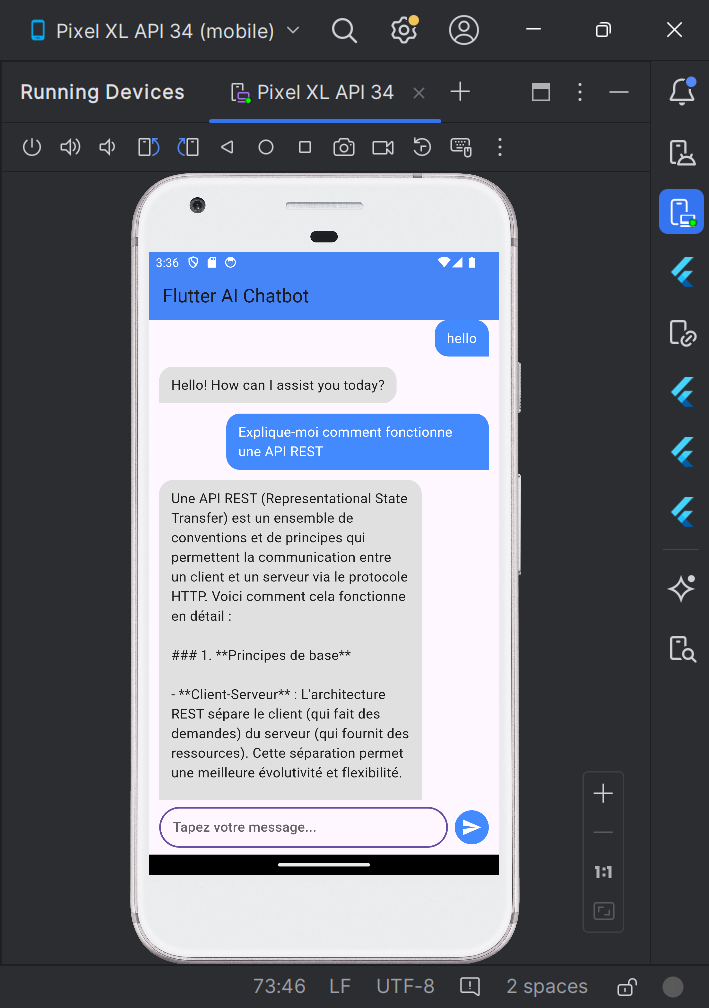 Pixel XL API 34 (mobile)
Running Devices
Pixel XL API 34
3:36
Flutter AI Chatbot
hello
Hello! How can I assist you today?
Explique-moi comment fonctionne
une API REST
Une API REST (Representational State
Transfer) est un ensemble de
conventions et de principes qui
permettent la communication entre
un client et un serveur via le protocole
HTTP. Voici comment cela fonctionne
en détail :
### 1. **Principes de base**
- **Client-Serveur** : L'architecture
REST sépare le client (qui fait des
demandes) du serveur (qui fournit des
ressources). Cette séparation permet
une meilleure évolutivité et flexibilité.
Tapez votre message...
1:1
73:46 LF UTF-8 2 spaces